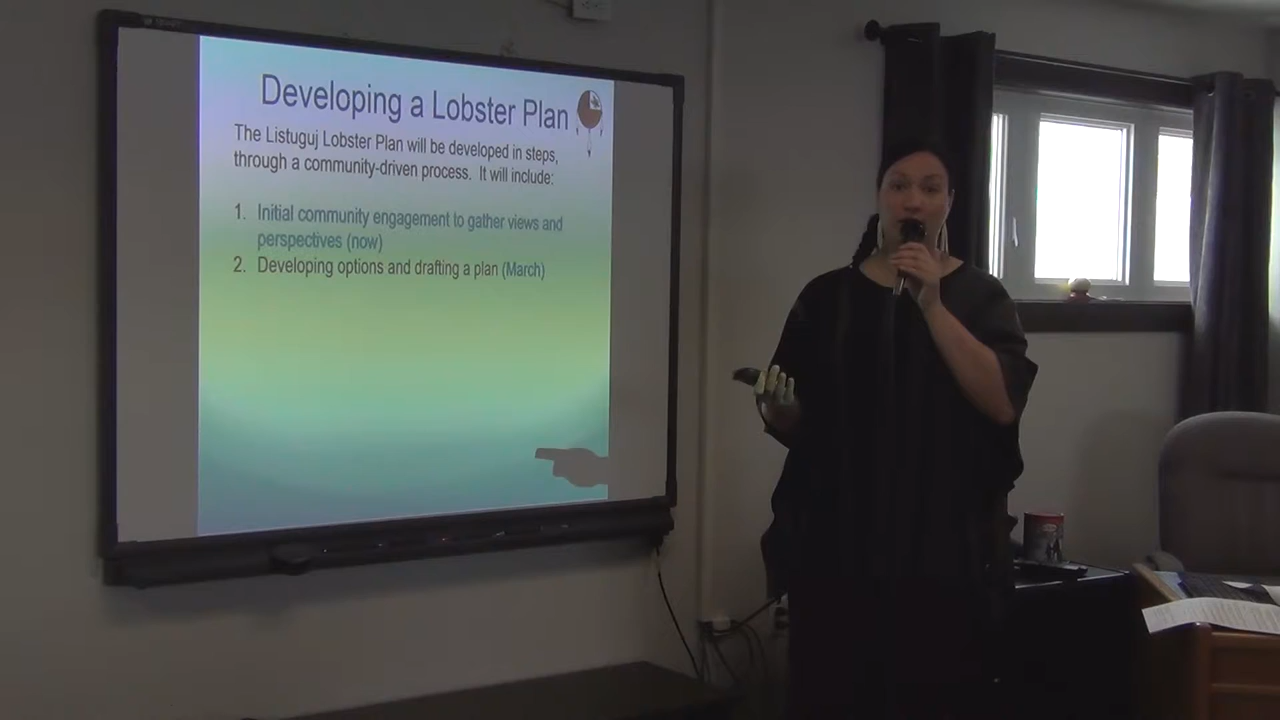 Developing a Lobster Plan
The Listuguj Lobster Plan will be developed in steps,
through a community-driven process. It will include:
1. Initial community engagement to gather views and
perspectives (now)
2. Developing options and drafting a plan (March)